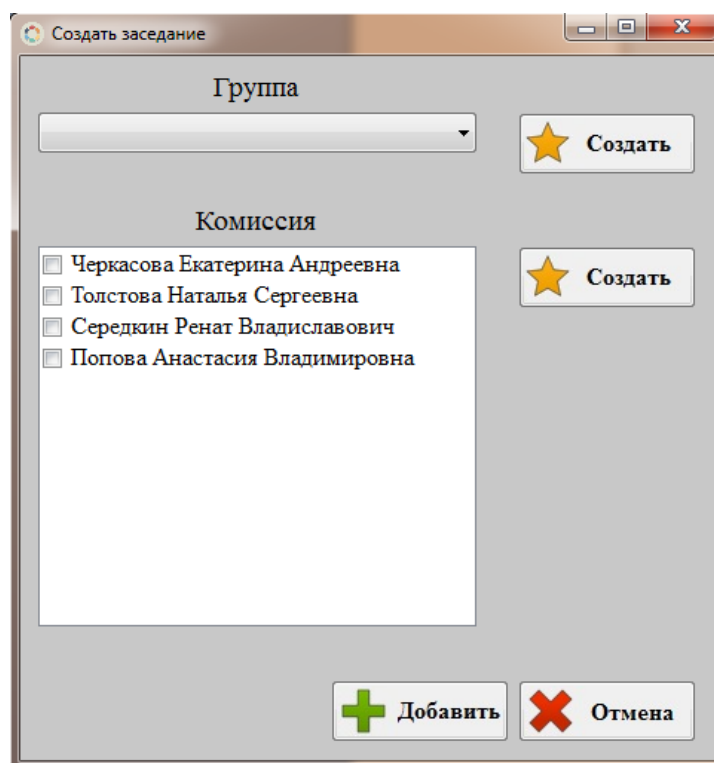 Создать заседание
Группа
Создать
Комиссия
Черкасова Екатерина Андреевна
Создать
Толстова Наталья Сергеевна
Середкин Ренат Владиславович
Попова Анастасия Владимировна
Добавить
Отмена